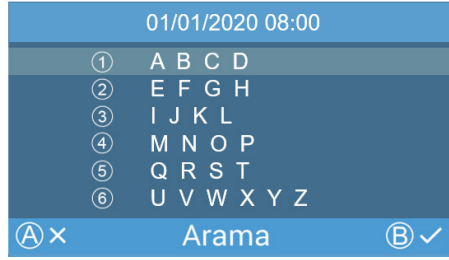 01/01/2020 08:00
① A B C D
② E F G H
③ I J K L
④ M N O P
⑤ Q R S T
⑥ U V W X Y Z
Ⓐ × Arama Ⓑ ✓